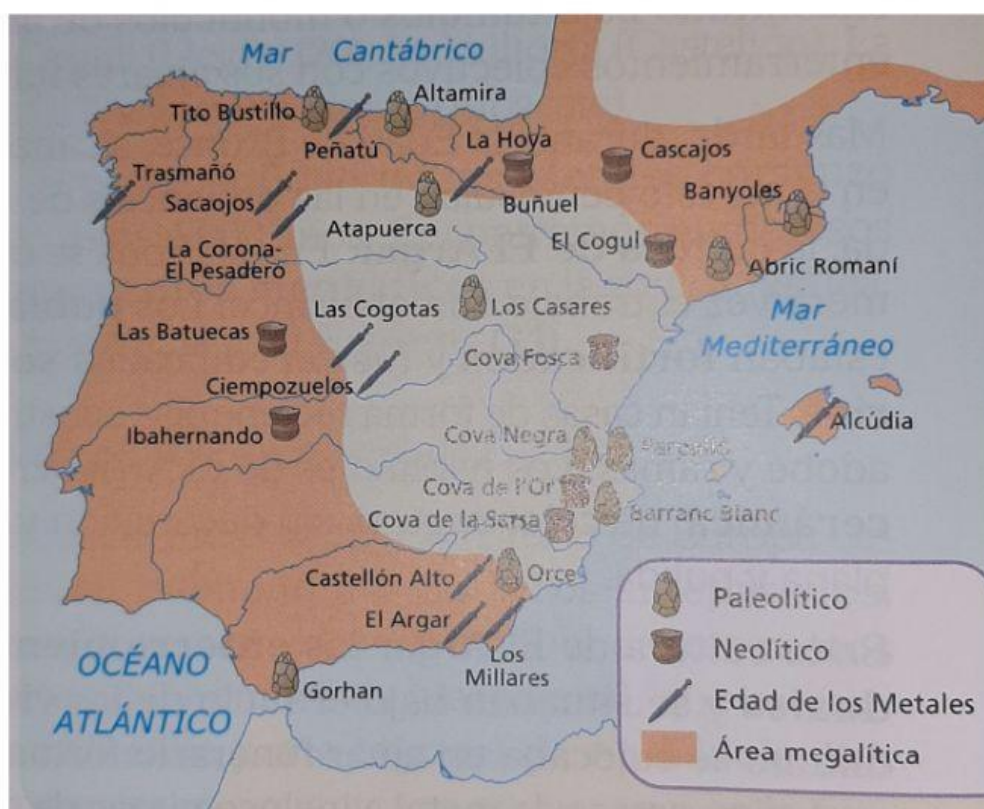 Mar Cantábrico
Tito Bustillo
Altamira
Peñatú
La Hoya
Cascajos
Trasmañó
Sacaojos
Banyoles
Atapuerca
Buñuel
La Corona-
El Pesadero
El Cogul
Abric Romaní
Las Cogotas
Los Casares
Mar
Mediterráneo
Las Batuecas
Cova Fosca
Ciempozuelos
Alcúdia
Ibahernando
Cova Negra
Cova de l'Or
Barranc Blanc
Cova de la Sarsa
Castellón Alto
Orce
El Argar
Los
Millares
OCÉANO
ATLÁNTICO
Gorhan
Paleolítico
Neolítico
Edad de los Metales
Área megalítica